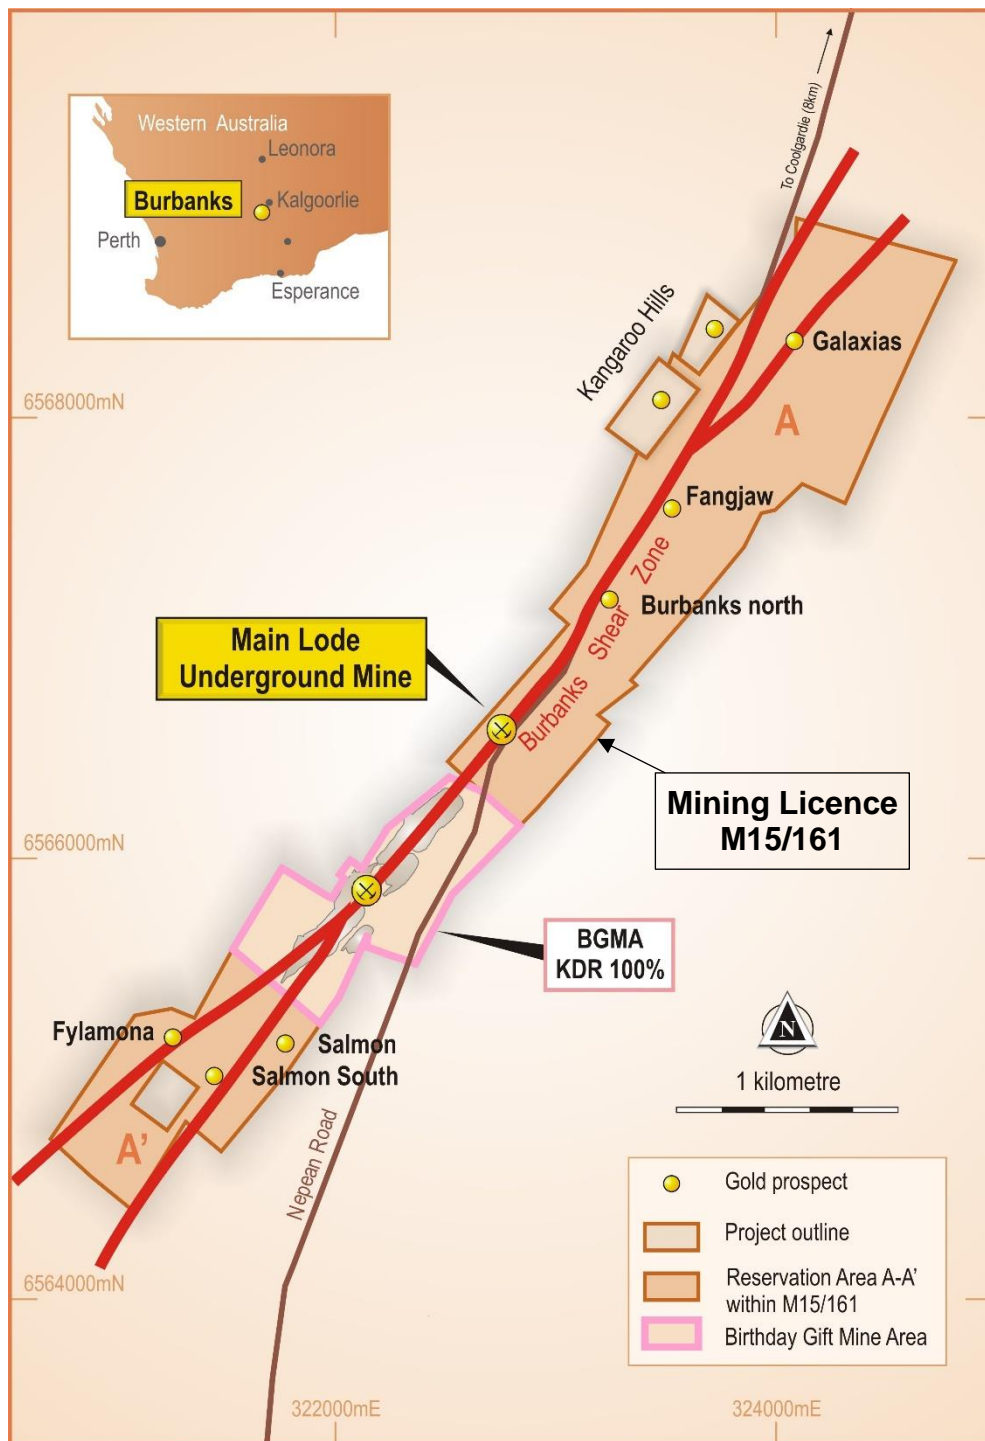 To Coolgardie (8km)
Western Australia
Leonora
Burbanks
Kalgoorlie
Perth
Esperance
Kangaroo Hills
Galaxias
6568000mN
A
Fangjaw
Burbanks north
Burbanks Shear Zone
Main Lode
Underground Mine
Mining Licence
M15/161
6566000mN
BGMA
KDR 100%
Fylamona
Salmon
Salmon South
N
1 kilometre
A'
Nepean Road
Gold prospect
Project outline
Reservation Area A-A'
within M15/161
Birthday Gift Mine Area
6564000mN
322000mE
324000mE